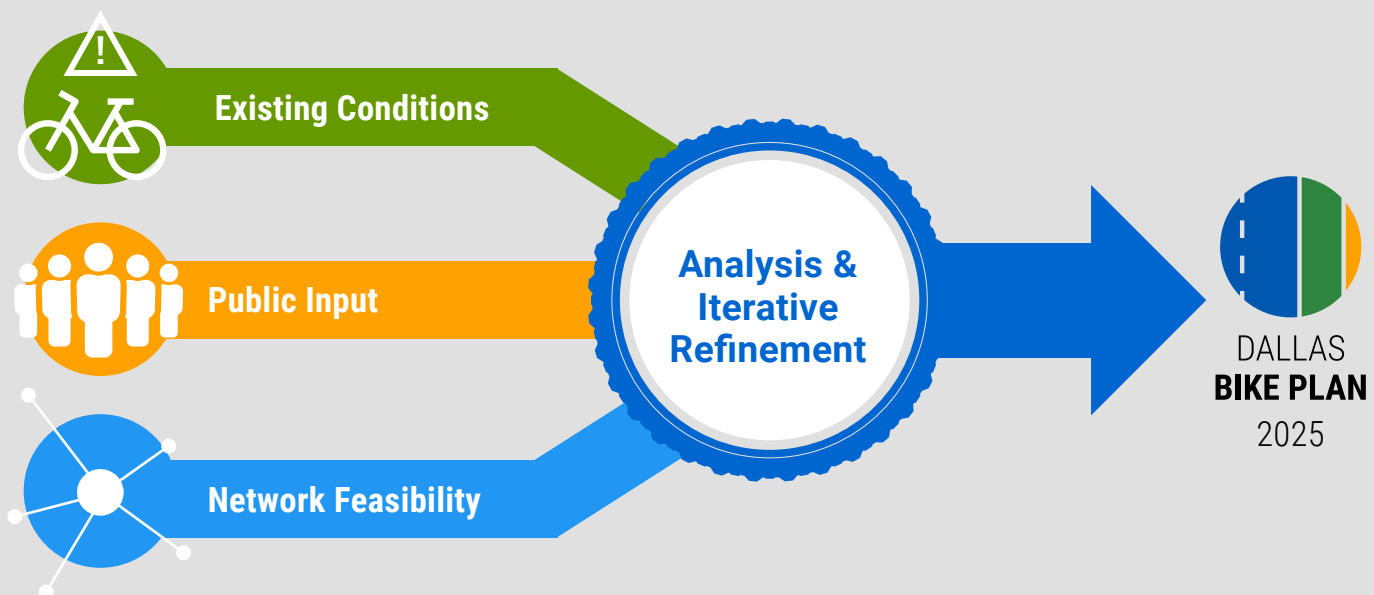 !
Existing Conditions
Public Input
Network Feasibility
Analysis &
Iterative
Refinement
DALLAS
BIKE PLAN
2025